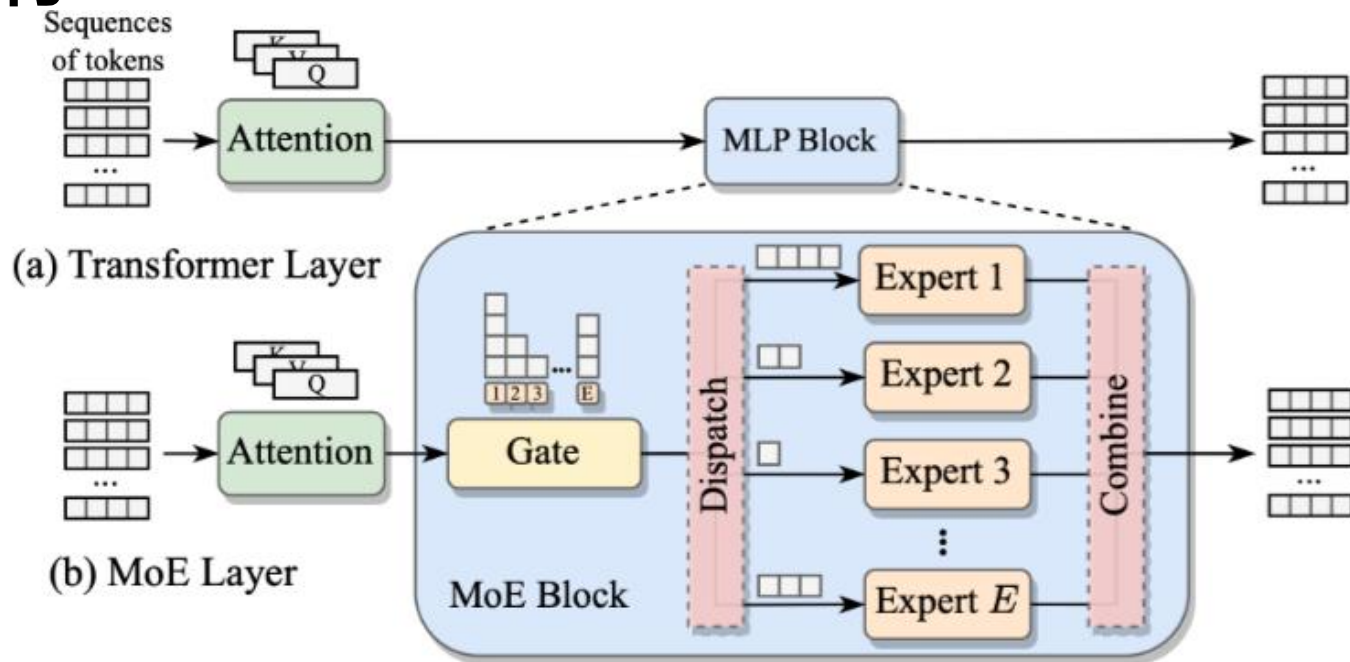 Sequences
of tokens
K
V
Q
Attention
MLP Block
...
...
(a) Transformer Layer
K
V
Q
Attention
...
1 2 3 ... E
Gate
Dispatch
Expert 1
Expert 2
Expert 3
...
Expert E
Combine
...
(b) MoE Layer
MoE Block